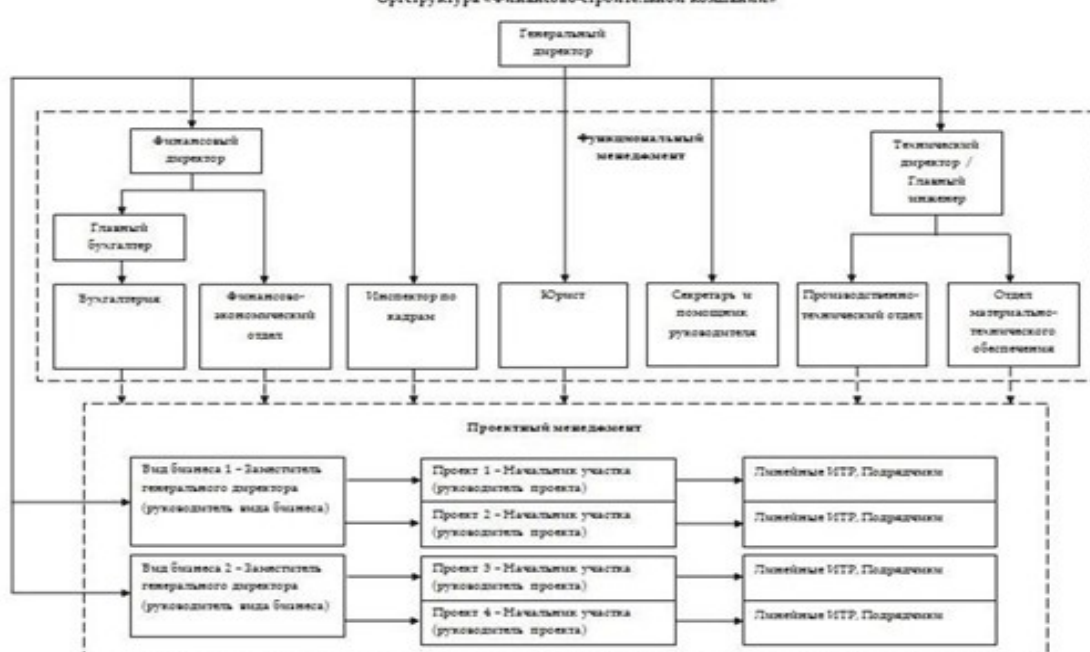 Оргструктура «Финансово-строительной компании»
Генеральный
директор
Функциональный
менеджмент
Финансовый
директор
Технический
директор /
Главный
инженер
Главный
бухгалтер
Бухгалтерия
Финансово-
экономический
отдел
Инспектор по
кадрам
Юрист
Секретарь и
помощник
руководителя
Производственно-
технический отдел
Отдел
материально-
технического
обеспечения
Проектный менеджмент
Вид бизнеса 1 – Заместитель
генерального директора
(руководитель вида бизнеса)
Проект 1 – Начальник участка
(руководитель проекта)
Линейные ИТР, Подрядчики
Проект 2 – Начальник участка
(руководитель проекта)
Линейные ИТР, Подрядчики
Вид бизнеса 2 – Заместитель
генерального директора
(руководитель вида бизнеса)
Проект 3 – Начальник участка
(руководитель проекта)
Линейные ИТР, Подрядчики
Проект 4 – Начальник участка
(руководитель проекта)
Линейные ИТР, Подрядчики